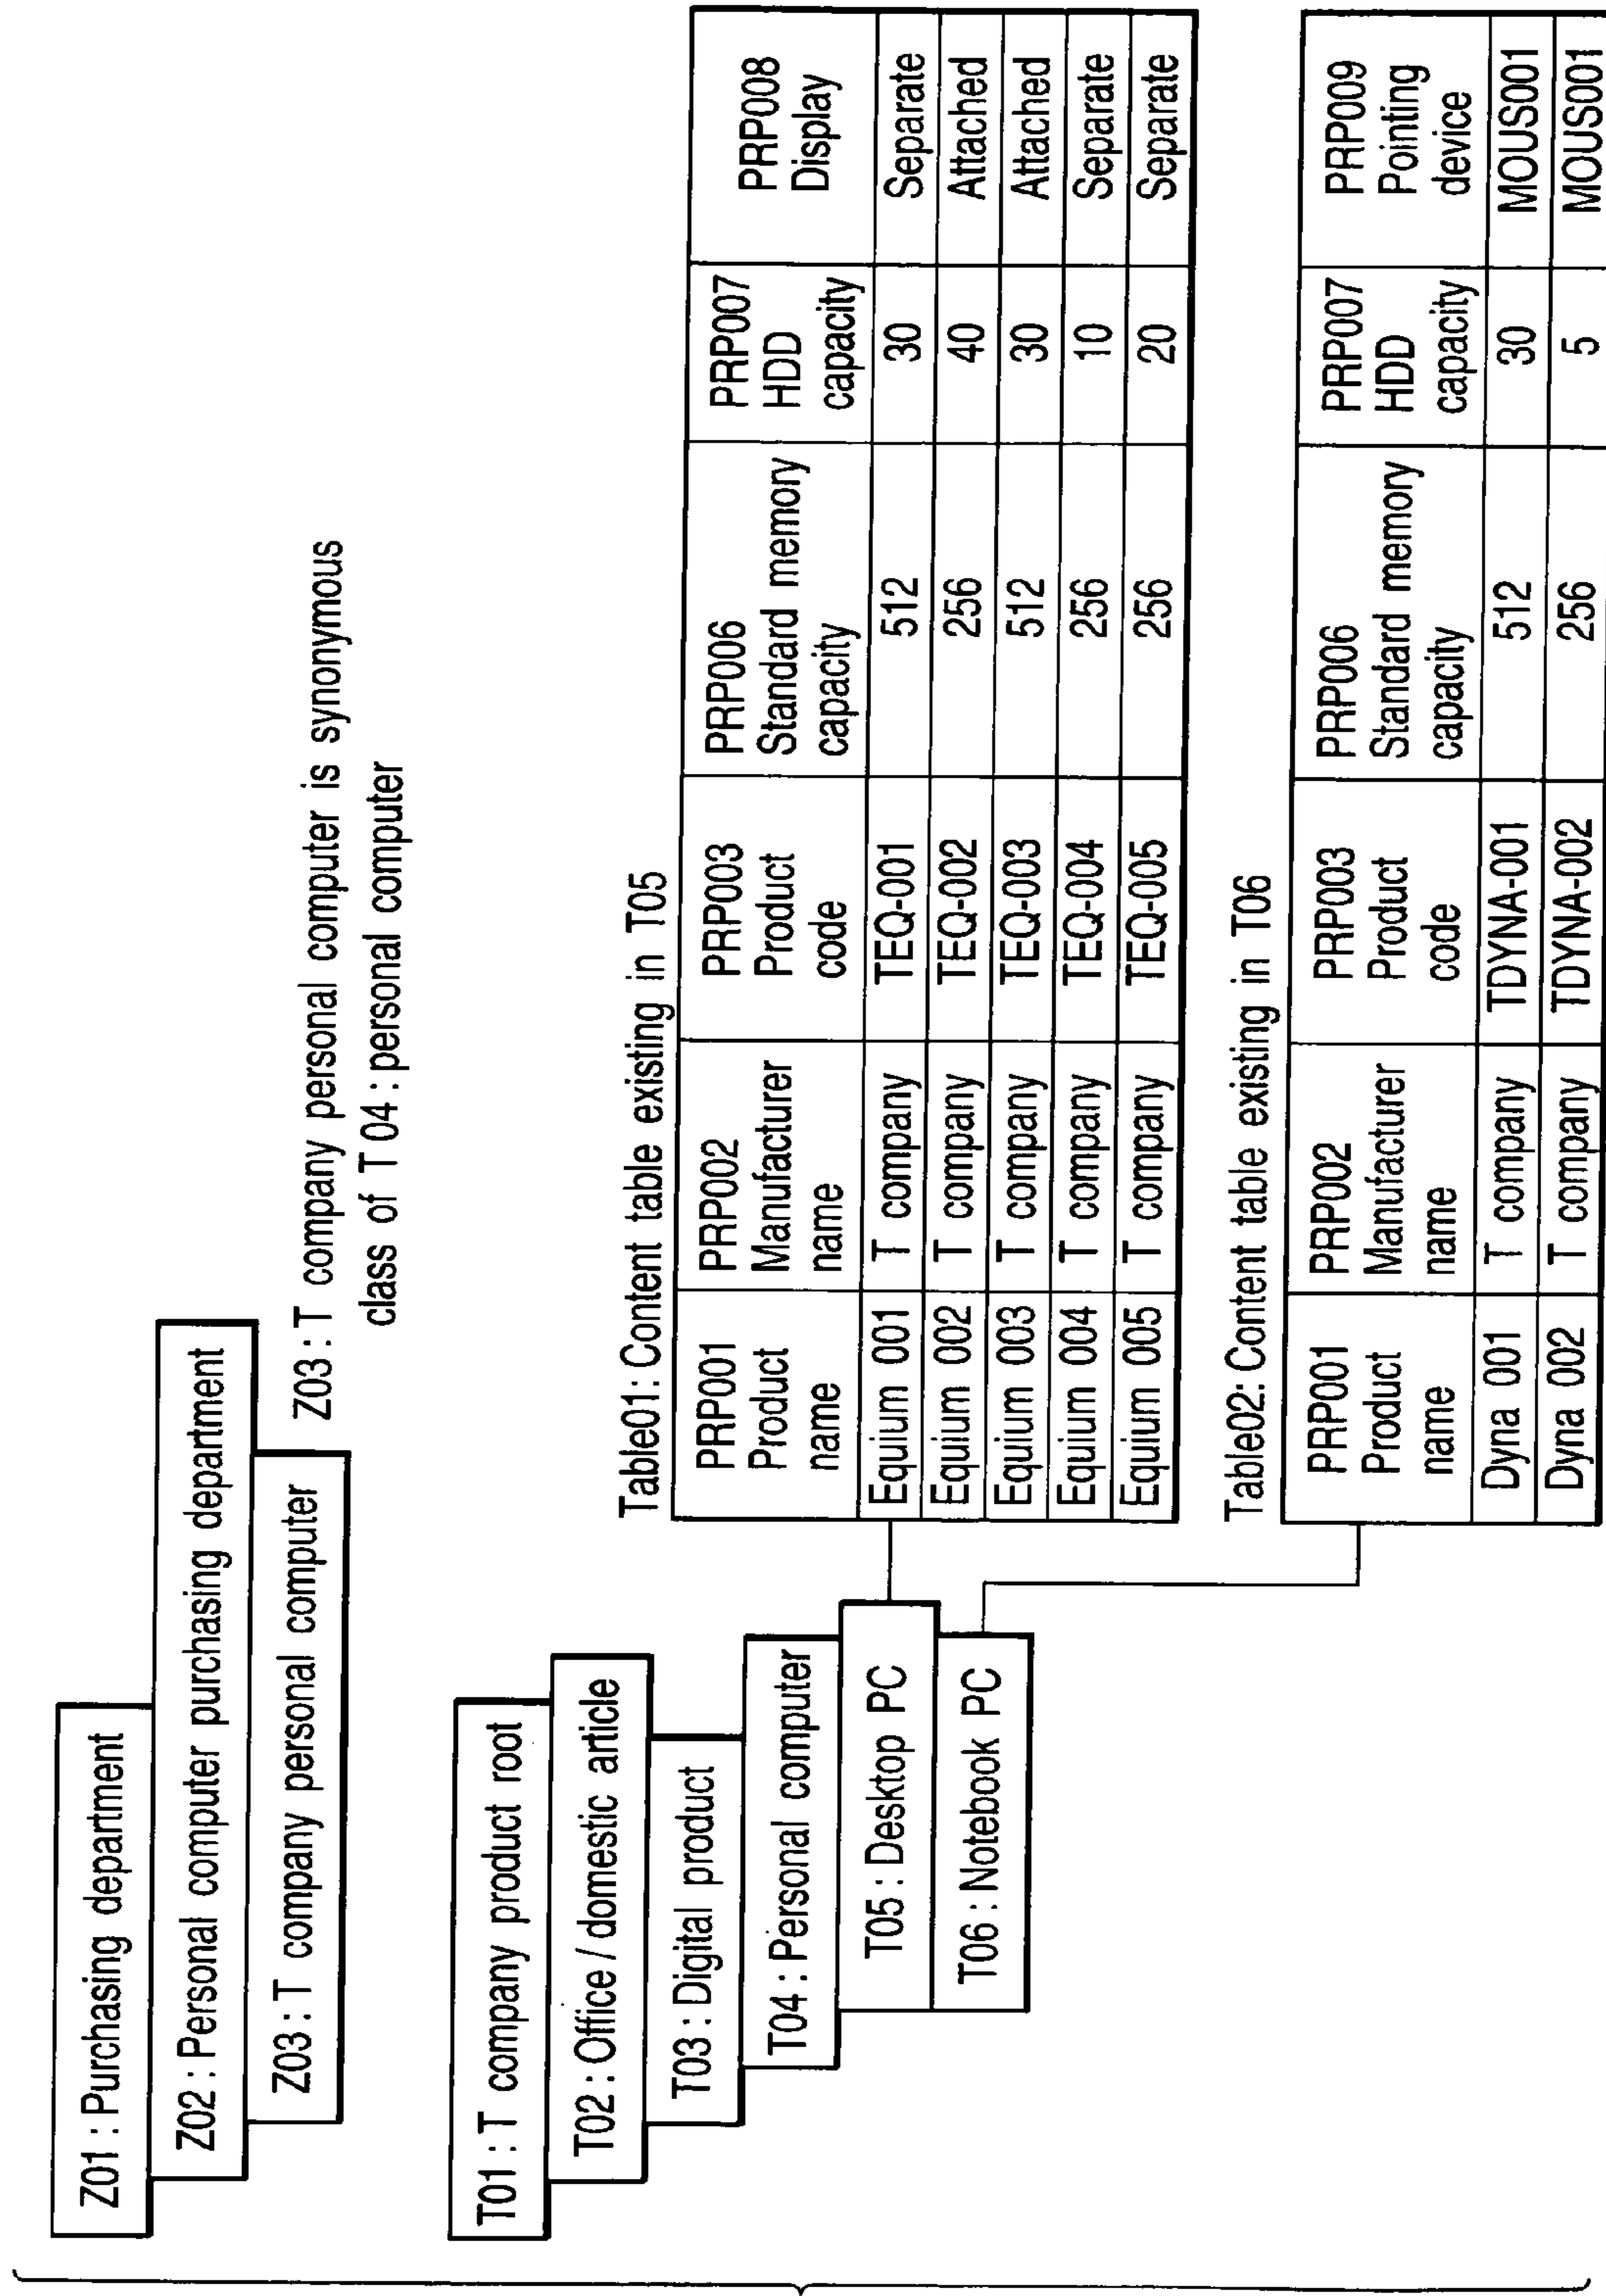 Z01 : Purchasing department
Z02 : Personal computer purchasing department
Z03 : T company personal computer
Z03 : T company personal computer is synonymous
class of T 04 : personal computer
T01 : T company product root
T02 : Office / domestic article
T03 : Digital product
T04 : Personal computer
T05 : Desktop PC
T06 : Notebook PC
Table01: Content table existing in T05
PRP001 Product name PRP002 Manufacturer name PRP003 Product code PRP006 Standard memory capacity PRP007 HDD capacity PRP008 Display
Equium 001 T company TEQ-001 512 30 Separate
Equium 002 T company TEQ-002 256 40 Attached
Equium 003 T company TEQ-003 512 30 Attached
Equium 004 T company TEQ-004 256 10 Separate
Equium 005 T company TEQ-005 256 20 Separate
Table02: Content table existing in T06
PRP001 Product name PRP002 Manufacturer name PRP003 Product code PRP006 Standard memory capacity PRP007 HDD capacity PRP009 Pointing device
Dyna 001 T company TDYNA-001 512 30 MOUS001
Dyna 002 T company TDYNA-002 256 5 MOUS001